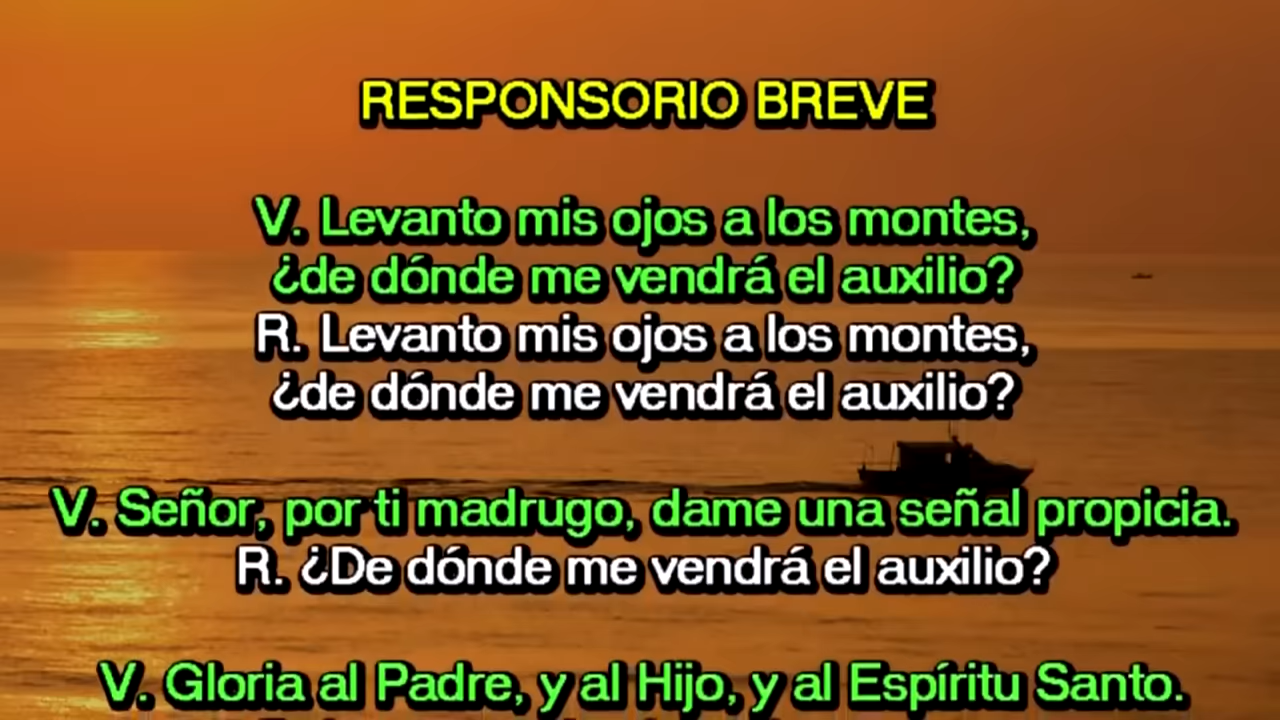 RESPONSORIO BREVE
V. Levanto mis ojos a los montes,
¿de dónde me vendrá el auxilio?
R. Levanto mis ojos a los montes,
¿de dónde me vendrá el auxilio?
V. Señor, por ti madrugo, dame una señal propicia.
R. ¿De dónde me vendrá el auxilio?
V. Gloria al Padre, y al Hijo, y al Espíritu Santo.